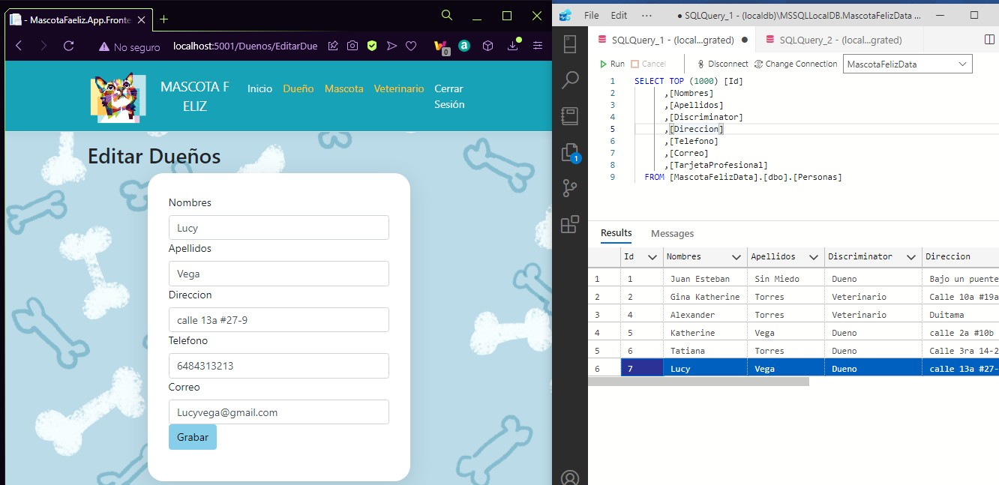 - MascotaFaeliz.App.Fronte
No seguro
localhost:5001/Duenos/EditarDue
0
a
MASCOTA F
ELIZ
Inicio
Dueño
Mascota
Veterinario
Cerrar
Sesión
Editar Dueños
Nombres
Lucy
Apellidos
Vega
Direccion
calle 13a #27-9
Telefono
6484313213
Correo
Lucyvega@gmail.com
Grabar
File Edit ··· ● SQLQuery_1 - (localdb)\MSSQLLocalDB.MascotaFelizData ...
SQLQuery_1 - (local...grated) ●
SQLQuery_2 - (local...grated)
Run Cancel Disconnect Change Connection MascotaFelizData
1 SELECT TOP (1000) [Id]
2 ,[Nombres]
3 ,[Apellidos]
4 ,[Discriminator]
5 ,[Direccion]
6 ,[Telefono]
7 ,[Correo]
8 ,[TarjetaProfesional]
9 FROM [MascotaFelizData].[dbo].[Personas]
1
Results Messages
Id Nombres Apellidos Discriminator Direccion
1 1 Juan Esteban Sin Miedo Dueno Bajo un puente
2 2 Gina Katherine Torres Veterinario Calle 10a #19a
3 4 Alexander Torres Veterinario Duitama
4 5 Katherine Vega Dueno calle 2a #10b
5 6 Tatiana Torres Dueno Calle 3ra 14-2
6 7 Lucy Vega Dueno calle 13a #27-